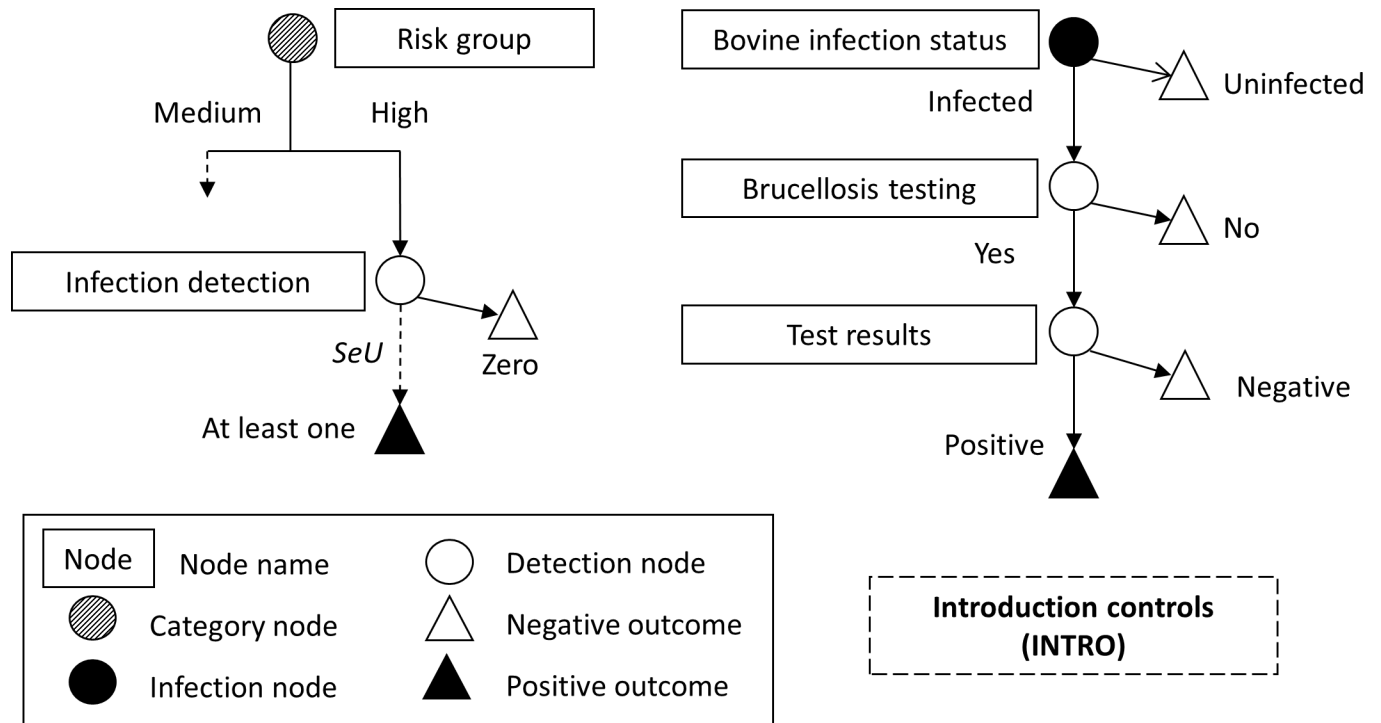 Risk group
Medium
High
Infection detection
SeU
Zero
At least one
Bovine infection status
Uninfected
Infected
Brucellosis testing
No
Yes
Test results
Negative
Positive
Node
Node name
Category node
Infection node
Detection node
Negative outcome
Positive outcome
Introduction controls
(INTRO)